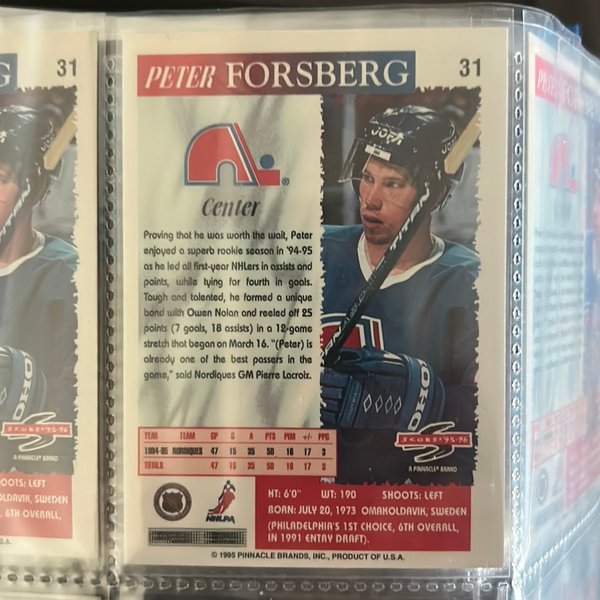 G 31
PETER FORSBERG 31
PETER FO
JOFA
Center
Proving that he was worth the wait, Peter
enjoyed a superb rookie season in '94-95
as he led all first-year NHLers in assists and
points, while tying for fourth in goals.
Tough and talented, he formed a unique
bond with Owen Nolan and reeled off 25
points (7 goals, 18 assists) in a 12-game
stretch that began on March 16. "(Peter) is
already one of the best passers in the
game," said Nordiques GM Pierre Lacroix.
YEAR TEAM GP G A PTS PIM +/- PPG
1994-95 NORDIQUES 47 15 35 50 16 17 3
TOTALS 47 15 35 50 16 17 3
SCORE '95-96
A PINNACLE BRAND
SCORE '95-96
A PINNACLE BRAND
NHLPA
HT: 6'0" WT: 190 SHOOTS: LEFT
BORN: JULY 20, 1973 OMAKOLDAVIK, SWEDEN
(PHILADELPHIA'S 1ST CHOICE, 6TH OVERALL,
IN 1991 ENTRY DRAFT).
© 1995 PINNACLE BRANDS, INC., PRODUCT OF U.S.A.
HOOTS: LEFT
OLDAVIK, SWEDEN
, 6TH OVERALL,
S.A.